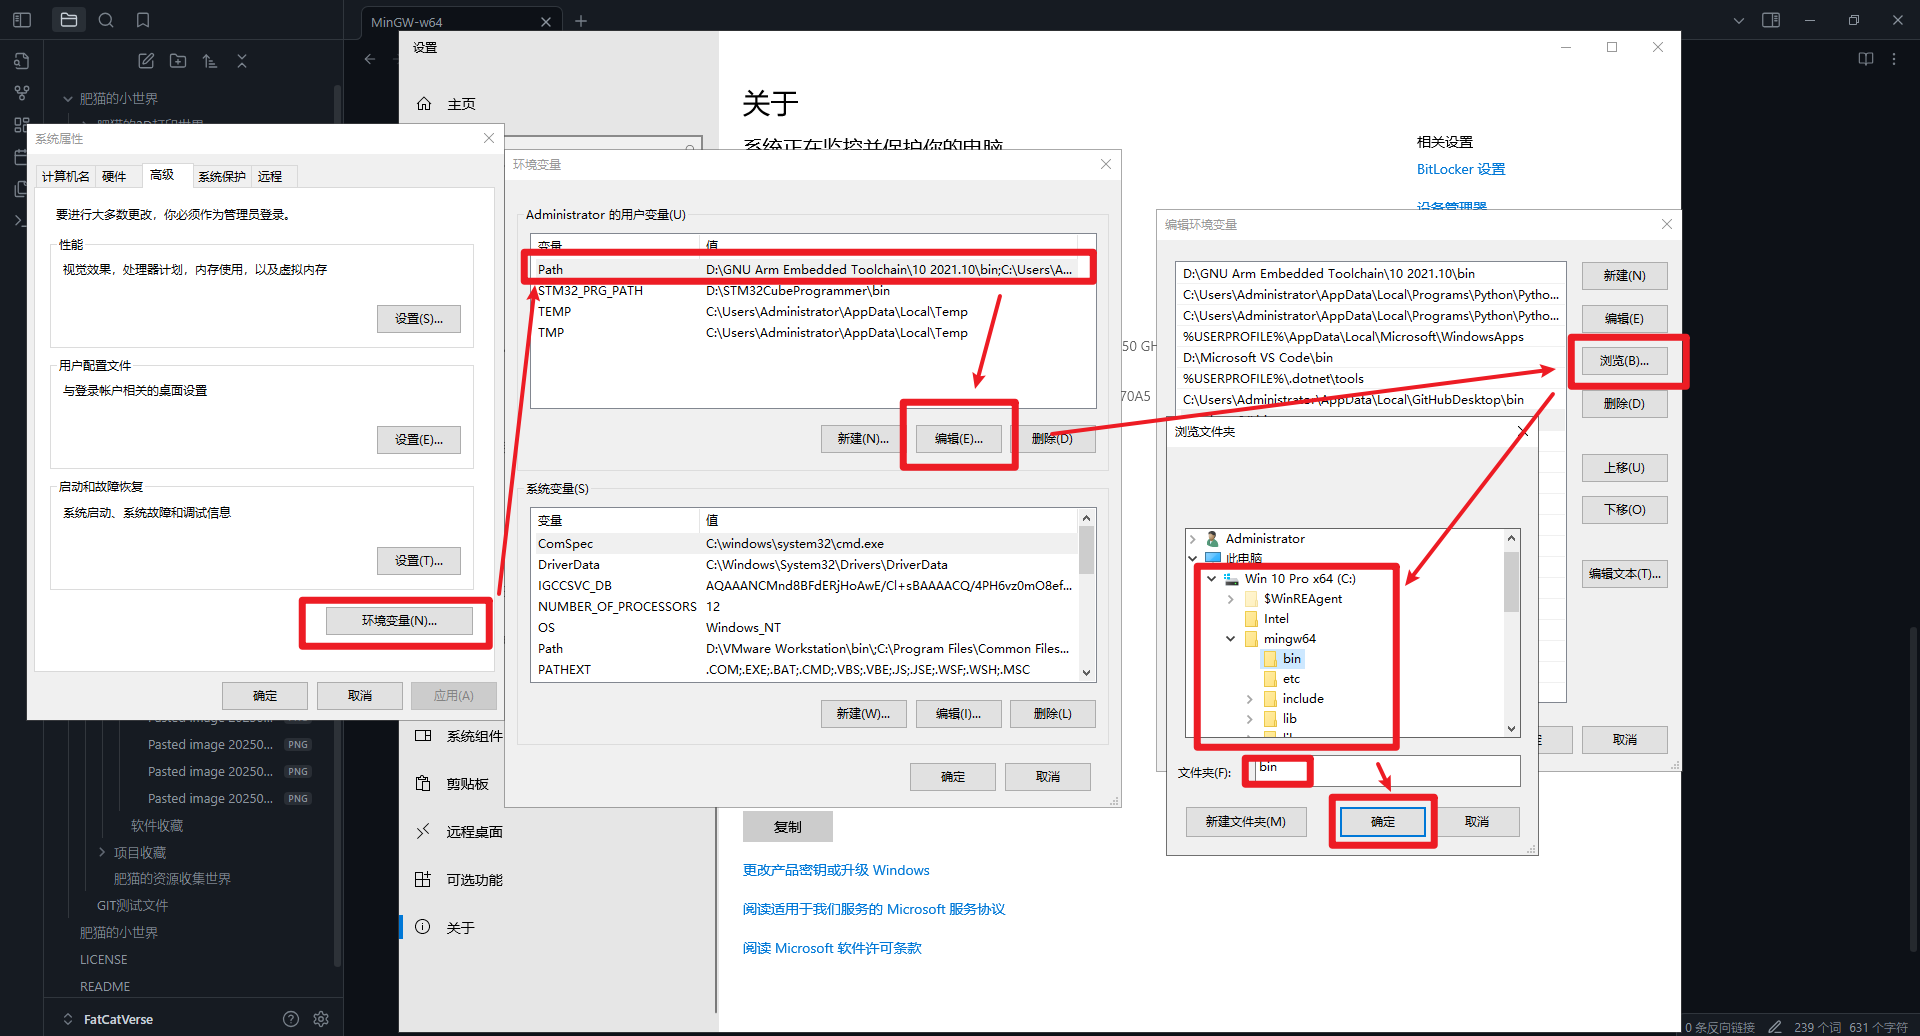 MinGW-w64
肥猫的小世界
Pasted image 20250...
PNG
Pasted image 20250...
PNG
Pasted image 20250...
PNG
软件收藏
项目收藏
肥猫的资源收集世界
GIT测试文件
肥猫的小世界
LICENSE
README
FatCatVerse
设置
主页
系统组件
剪贴板
远程桌面
可选功能
关于
关于
系统正在监控并保护你的电脑
相关设置
BitLocker 设置
设备管理器
50 GH
70A5
复制
更改产品密钥或升级 Windows
阅读适用于我们服务的 Microsoft 服务协议
阅读 Microsoft 软件许可条款
系统属性
计算机名 硬件 高级 系统保护 远程
要进行大多数更改，你必须作为管理员登录。
性能
视觉效果，处理器计划，内存使用，以及虚拟内存
设置(S)...
用户配置文件
与登录帐户相关的桌面设置
设置(E)...
启动和故障恢复
系统启动、系统故障和调试信息
设置(T)...
环境变量(N)...
确定 取消 应用(A)
环境变量
Administrator 的用户变量(U)
变量 值
Path D:\GNU Arm Embedded Toolchain\10 2021.10\bin;C:\Users\A...
STM32_PRG_PATH D:\STM32CubeProgrammer\bin
TEMP C:\Users\Administrator\AppData\Local\Temp
TMP C:\Users\Administrator\AppData\Local\Temp
新建(N)... 编辑(E)... 删除(D)
系统变量(S)
变量 值
ComSpec C:\windows\system32\cmd.exe
DriverData C:\Windows\System32\Drivers\DriverData
IGCCSVC_DB AQAAANCMnd8BFdERjHoAwE/Cl+sBAAAACQ/4PH6vz0mO8ef...
NUMBER_OF_PROCESSORS 12
OS Windows_NT
Path D:\VMware Workstation\bin\;C:\Program Files\Common Files...
PATHEXT .COM;.EXE;.BAT;.CMD;.VBS;.VBE;.JS;.JSE;.WSF;.WSH;.MSC
新建(W)... 编辑(I)... 删除(L)
确定 取消
编辑环境变量
D:\GNU Arm Embedded Toolchain\10 2021.10\bin
C:\Users\Administrator\AppData\Local\Programs\Python\Pytho...
C:\Users\Administrator\AppData\Local\Programs\Python\Pytho...
%USERPROFILE%\AppData\Local\Microsoft\WindowsApps
D:\Microsoft VS Code\bin
%USERPROFILE%\.dotnet\tools
C:\Users\Administrator\AppData\Local\GitHubDesktop\bin
新建(N)
编辑(E)
浏览(B)...
删除(D)
上移(U)
下移(O)
编辑文本(T)...
取消
浏览文件夹
Administrator
此电脑
Win 10 Pro x64 (C:)
$WinREAgent
Intel
mingw64
bin
etc
include
lib
文件夹(F): bin
新建文件夹(M) 确定 取消
0 条反向链接 239 个词 631 个字符